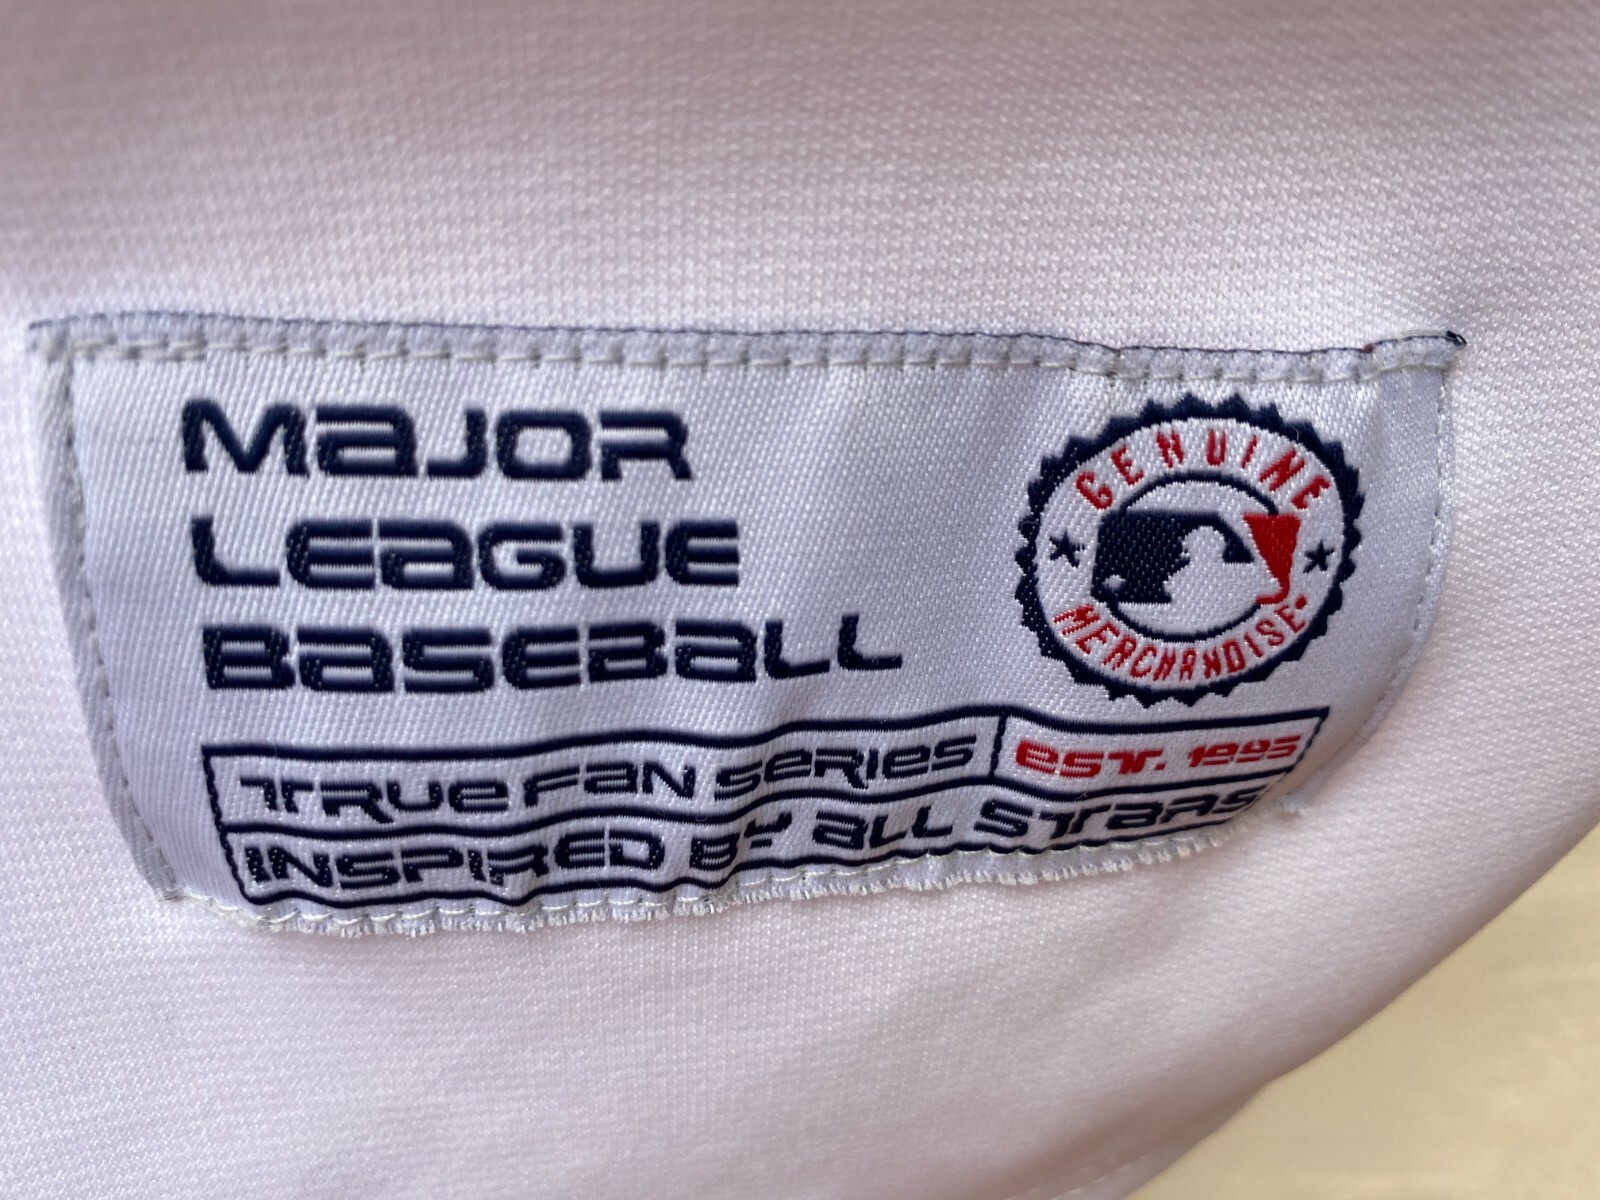 MAJOR
LEAGUE
BASEBALL
GENUINE
MERCHANDISE
TRUE FAN SERIES EST. 1995
INSPIRED BY ALL STARS